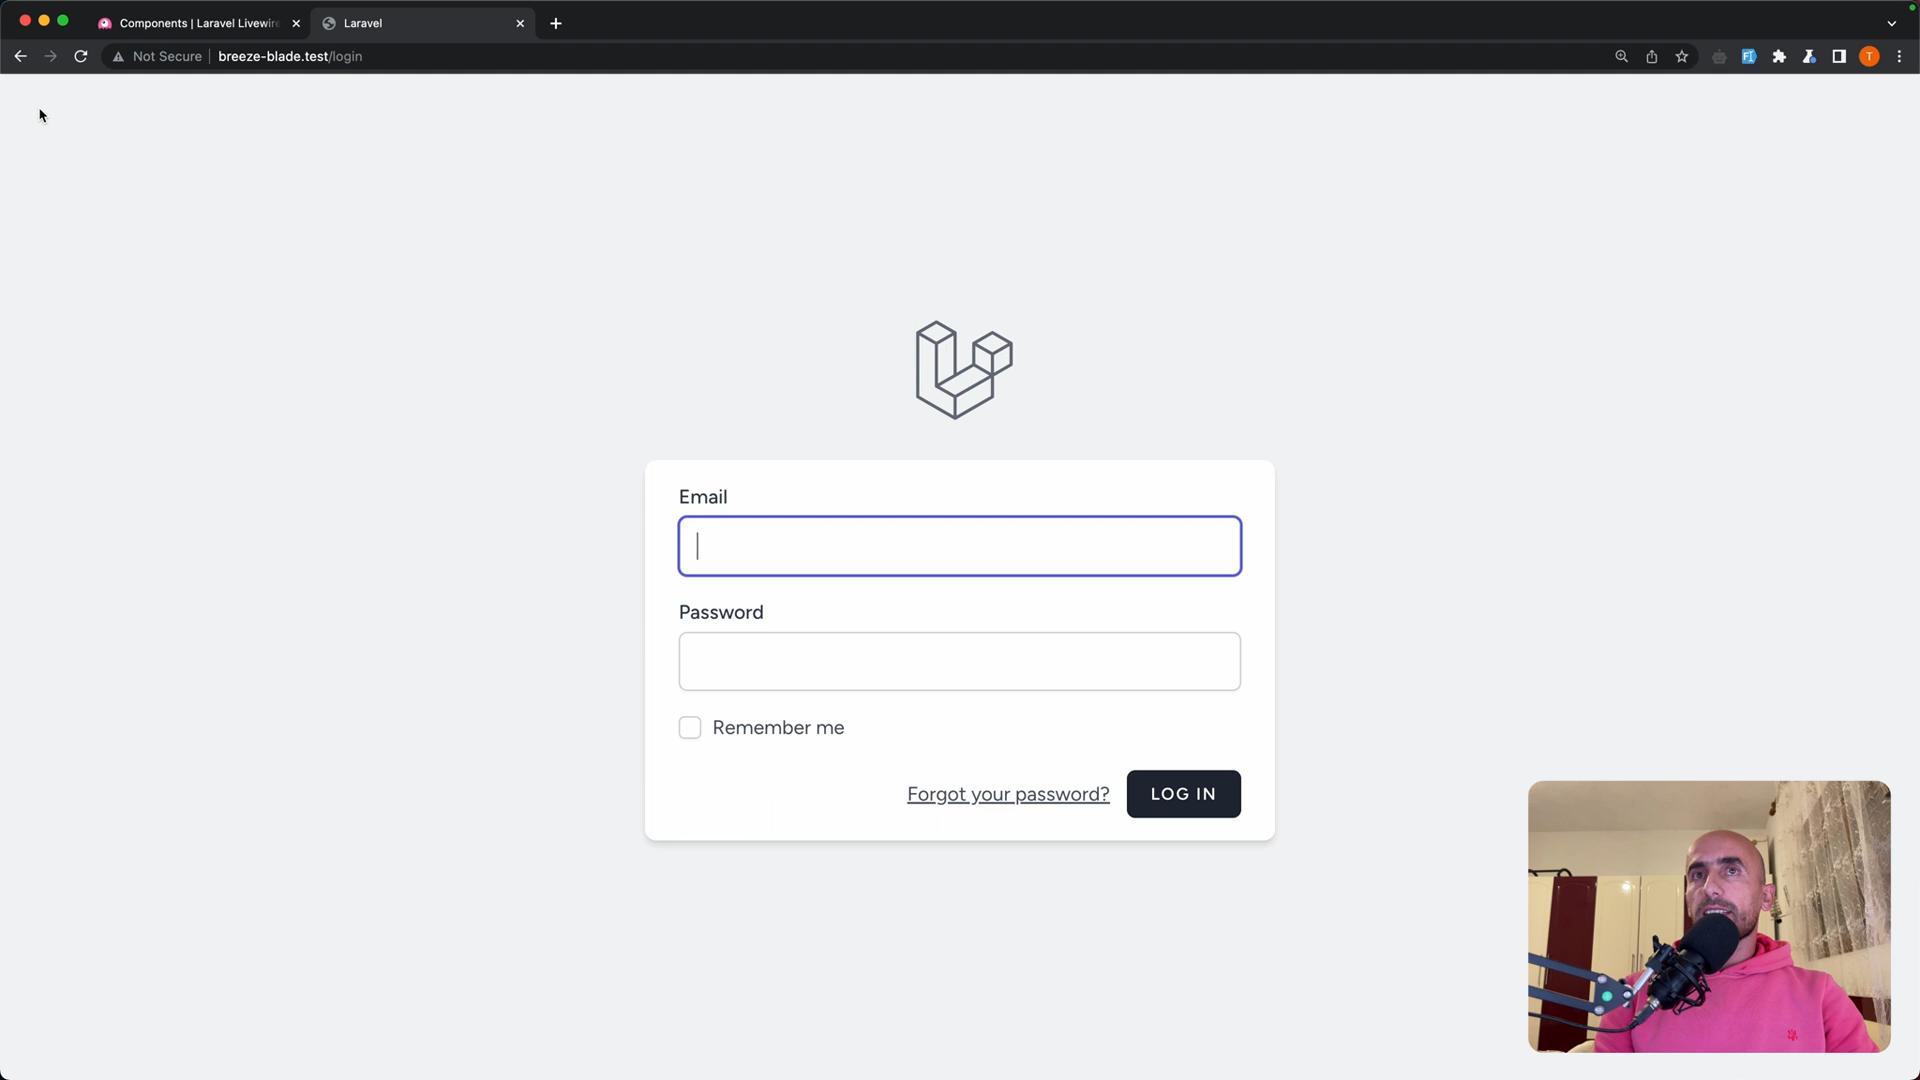 Components | Laravel Livewir
Laravel
Not Secure
breeze-blade.test/login
T
Email
Password
Remember me
Forgot your password?
LOG IN